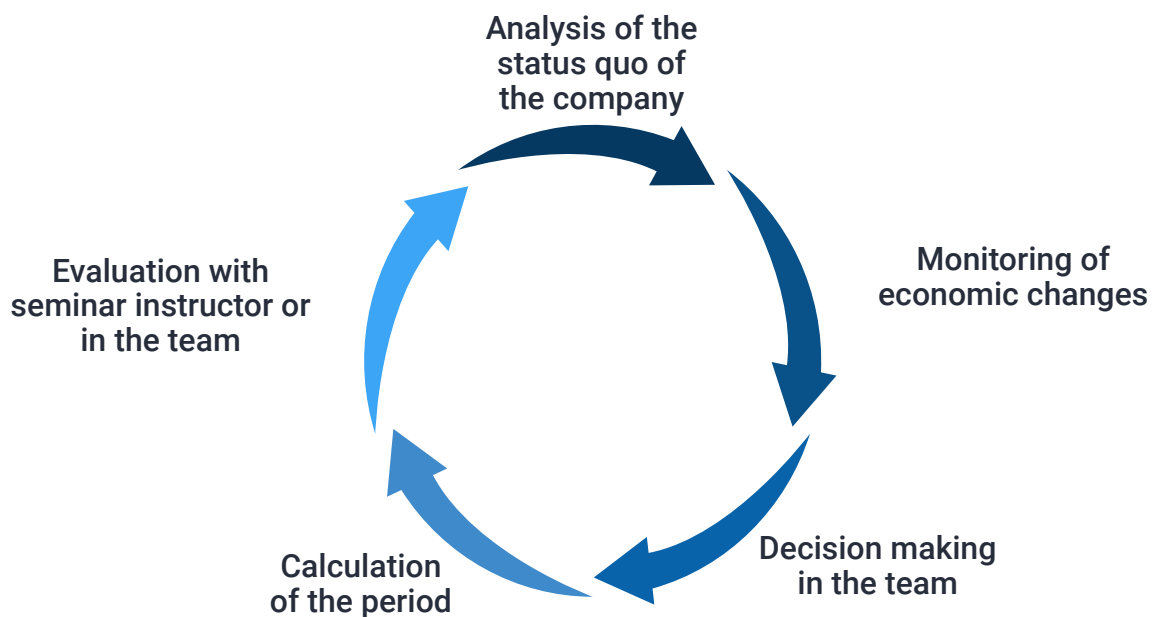 Analysis of the
status quo of
the company
Monitoring of
economic changes
Decision making
in the team
Calculation
of the period
Evaluation with
seminar instructor or
in the team